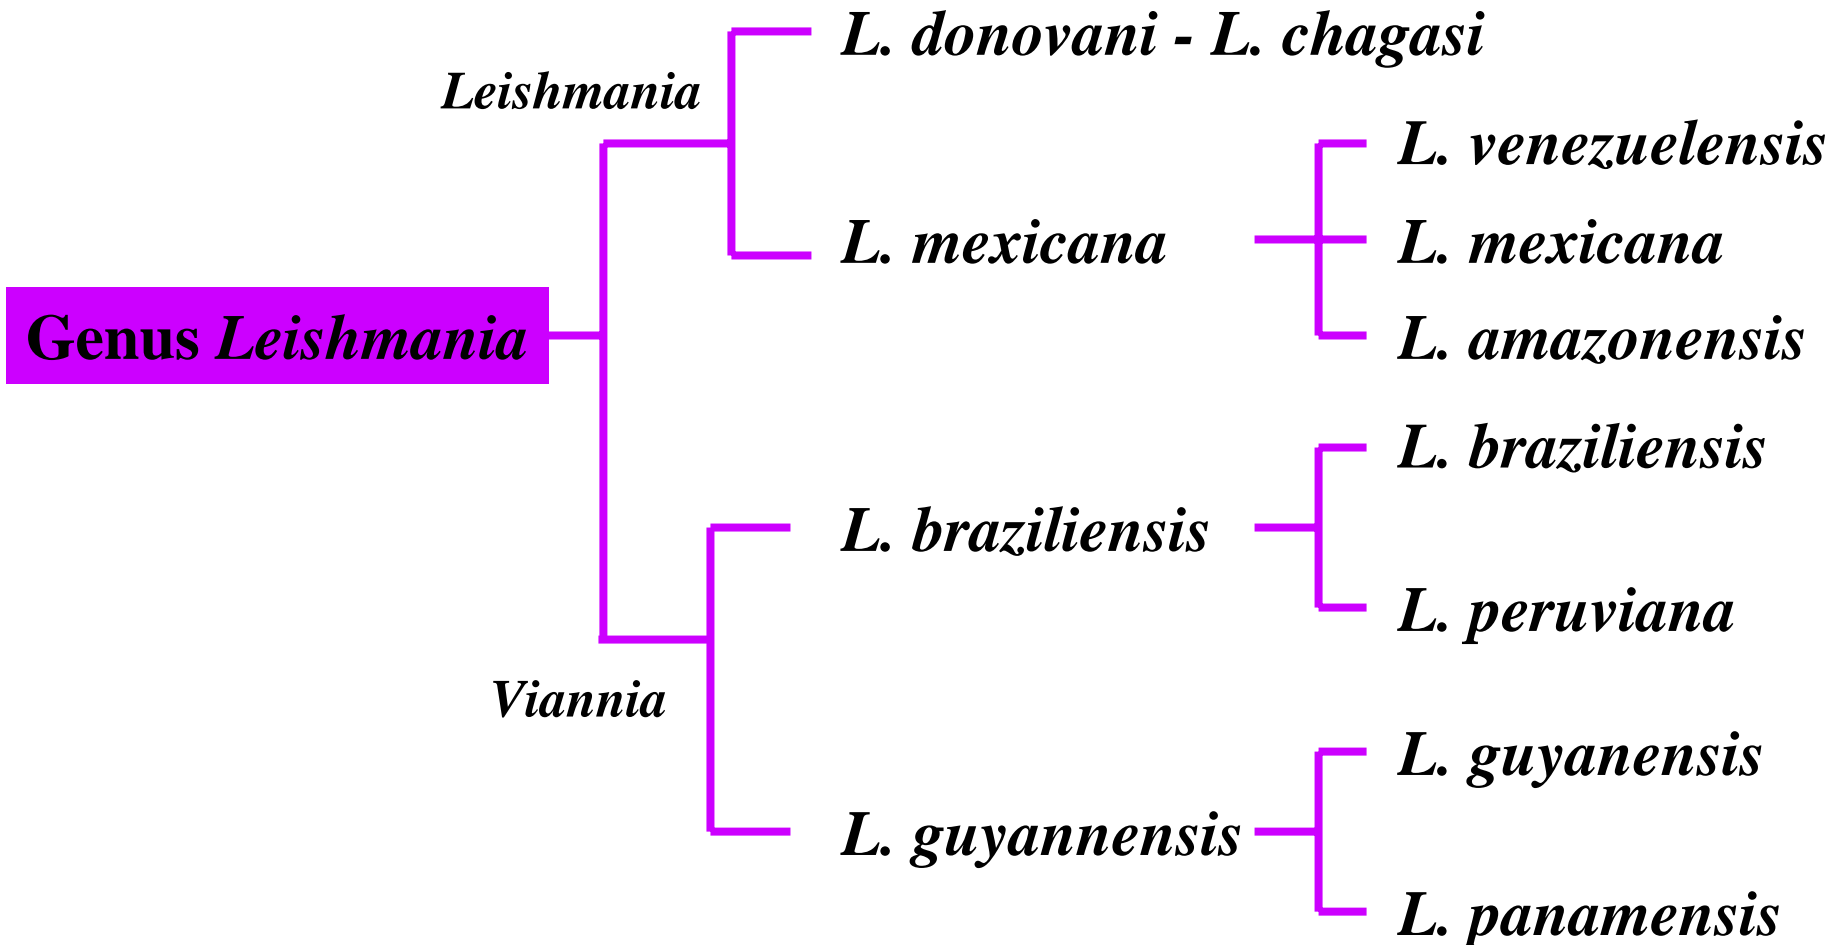 L. donovani - L. chagasi
Leishmania
L. venezuelensis
L. mexicana
L. mexicana
L. amazonensis
Genus Leishmania
L. braziliensis
L. braziliensis
L. peruviana
Viannia
L. guyanensis
L. guyannensis
L. panamensis